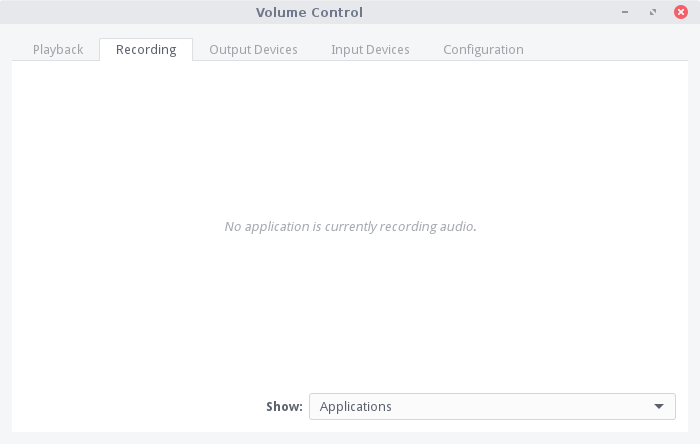 Volume Control
Playback Recording Output Devices Input Devices Configuration
No application is currently recording audio.
Show: Applications